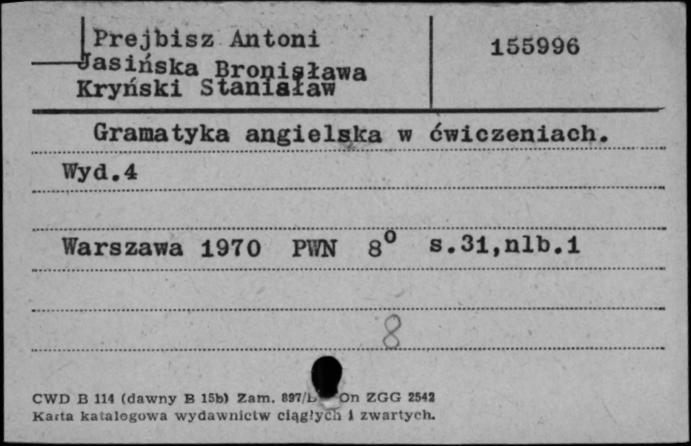 Prejbisz Antoni
155996
Jasińska Bronisława
Kryński Stanisław
Gramatyka angielska w ćwiczeniach.
Wyd.4
Warszawa 1970 PWN 8° s.31,nlb.1
8
CWD B 114 (dawny B 15b) Zam. 897/L On ZGG 2542
Karta katalogowa wydawnictw ciągłych i zwartych.